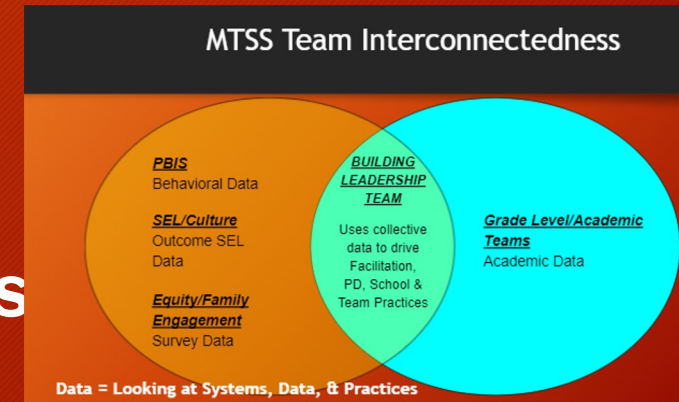 MTSS Team Interconnectedness
PBIS
Behavioral Data
SEL/Culture
Outcome SEL
Data
Equity/Family
Engagement
Survey Data
BUILDING
LEADERSHIP
TEAM
Uses collective
data to drive
Facilitation,
PD, School &
Team Practices
Grade Level/Academic
Teams
Academic Data
Data = Looking at Systems, Data, & Practices
s